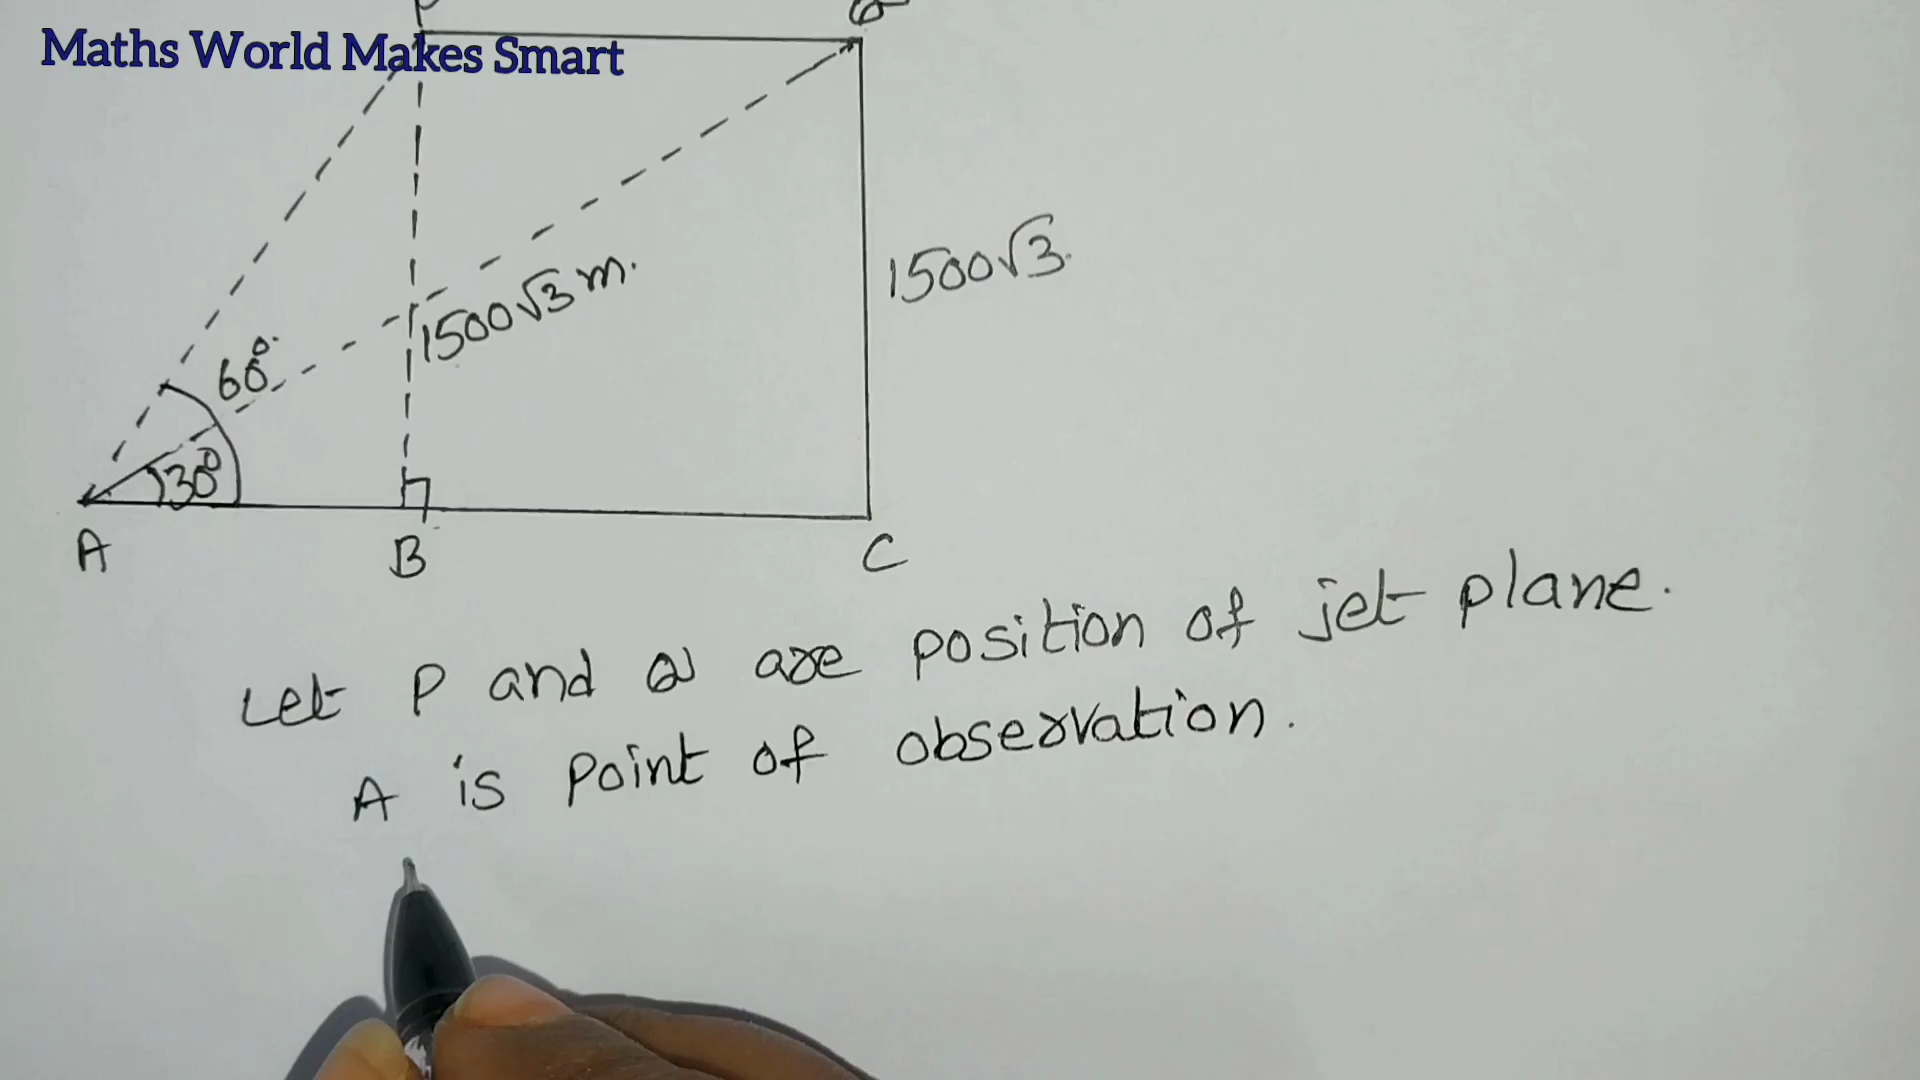 P
Maths World Makes Smart
1500√3 m.
1500√3.
60°
30°
A
B
C
Let P and Q are position of jet plane.
A is point of observation.